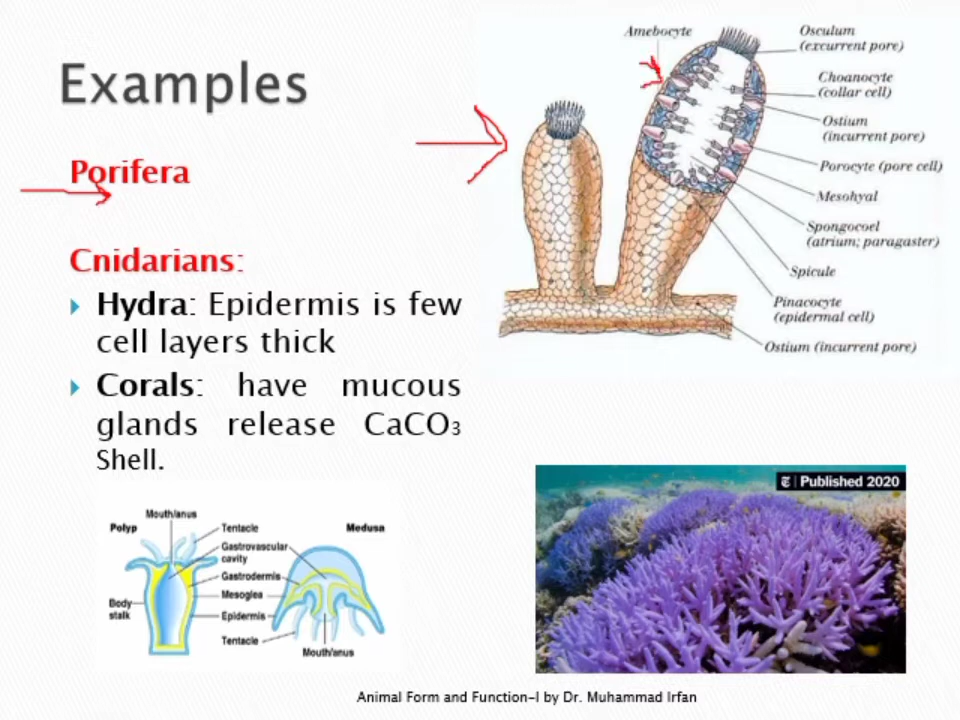 Examples
Porifera
Cnidarians:
Hydra: Epidermis is few
cell layers thick
Corals: have mucous
glands release CaCO₃
Shell.
Amebocyte
Osculum
(excurrent pore)
Choanocyte
(collar cell)
Ostium
(incurrent pore)
Porocyte (pore cell)
Mesohyal
Spongocoel
(atrium; paragaster)
Spicule
Pinacocyte
(epidermal cell)
Ostium (incurrent pore)
Mouth/anus
Polyp
Tentacle
Medusa
Gastrovascular
cavity
Gastrodermis
Mesoglea
Body
stalk
Epidermis
Tentacle
Mouth/anus
Published 2020
Animal Form and Function-I by Dr. Muhammad Irfan